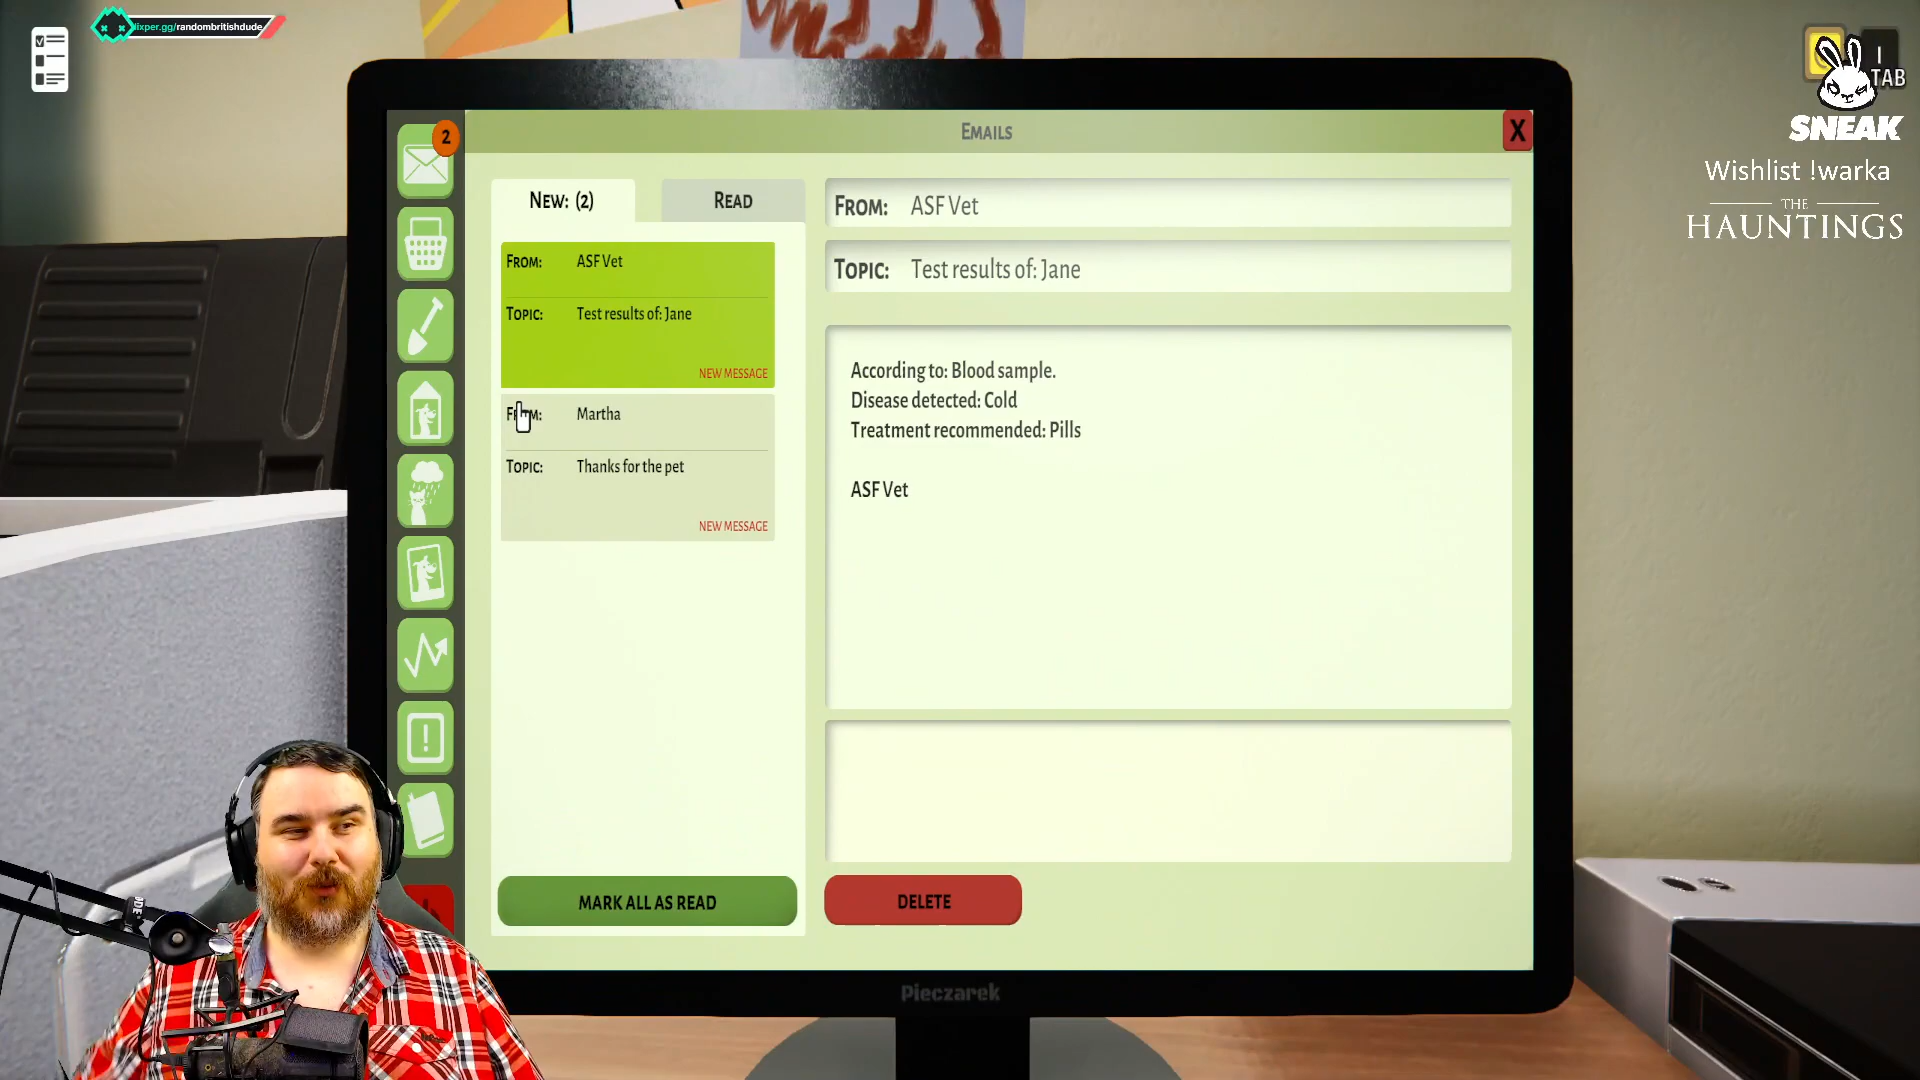 lixper.gg/randombritishdude
I
TAB
SNEAK
Wishlist !warka
THE
HAUNTINGS
2
EMAILS
X
NEW: (2)
READ
FROM: ASF Vet
TOPIC: Test results of: Jane
NEW MESSAGE
FROM: Martha
TOPIC: Thanks for the pet
NEW MESSAGE
MARK ALL AS READ
FROM: ASF Vet
TOPIC: Test results of: Jane
According to: Blood sample.
Disease detected: Cold
Treatment recommended: Pills
ASF Vet
DELETE
Pieczarek